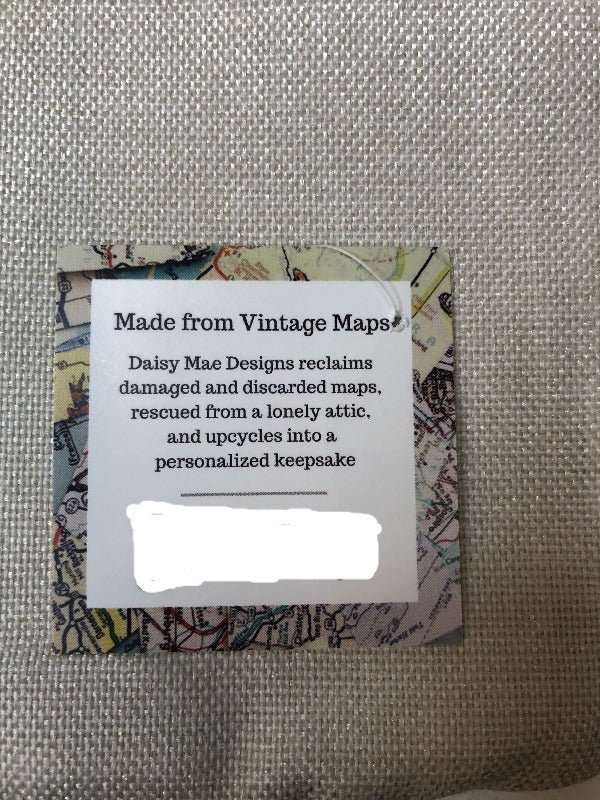 Made from Vintage Maps
Daisy Mae Designs reclaims
damaged and discarded maps,
rescued from a lonely attic,
and upcycles into a
personalized keepsake